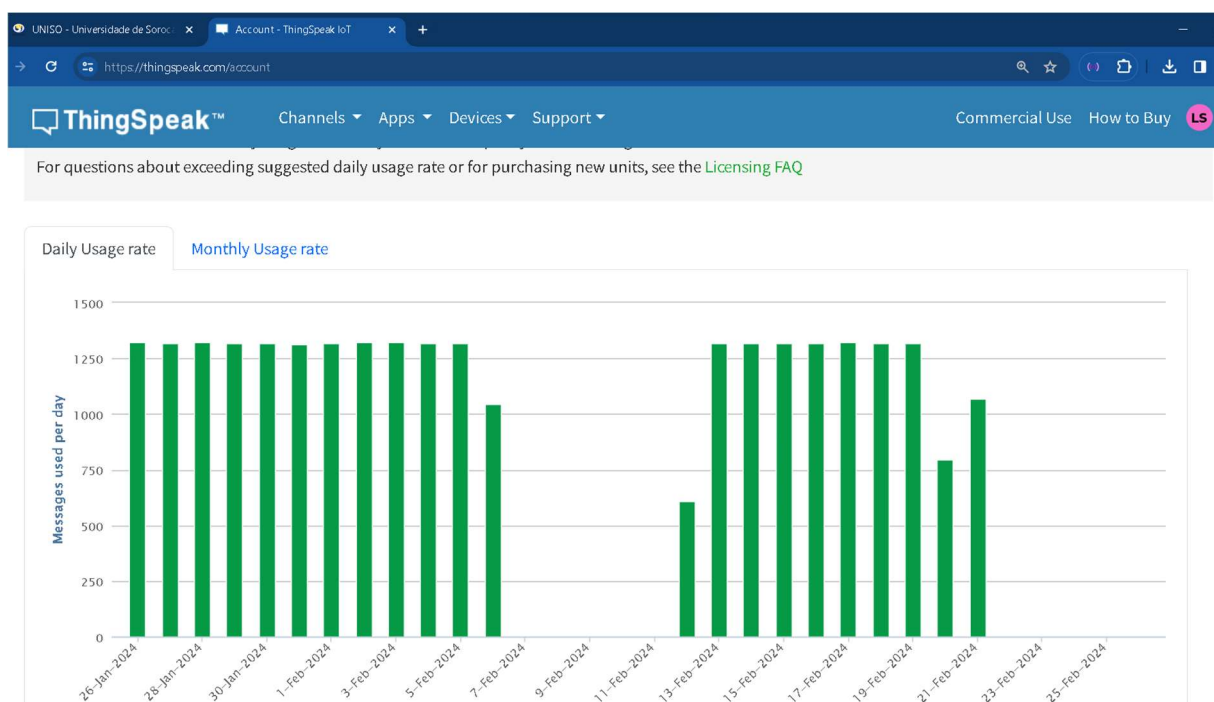 UNISO - Universidade de Soroc
Account - ThingSpeak IoT
https://thingspeak.com/account
ThingSpeak™ Channels Apps Devices Support Commercial Use How to Buy LS
For questions about exceeding suggested daily usage rate or for purchasing new units, see the Licensing FAQ
Daily Usage rate Monthly Usage rate
Messages used per day
1500
1250
1000
750
500
250
0
26-Jan-2024 28-Jan-2024 30-Jan-2024 1-Feb-2024 3-Feb-2024 5-Feb-2024 7-Feb-2024 9-Feb-2024 11-Feb-2024 13-Feb-2024 15-Feb-2024 17-Feb-2024 19-Feb-2024 21-Feb-2024 23-Feb-2024 25-Feb-2024